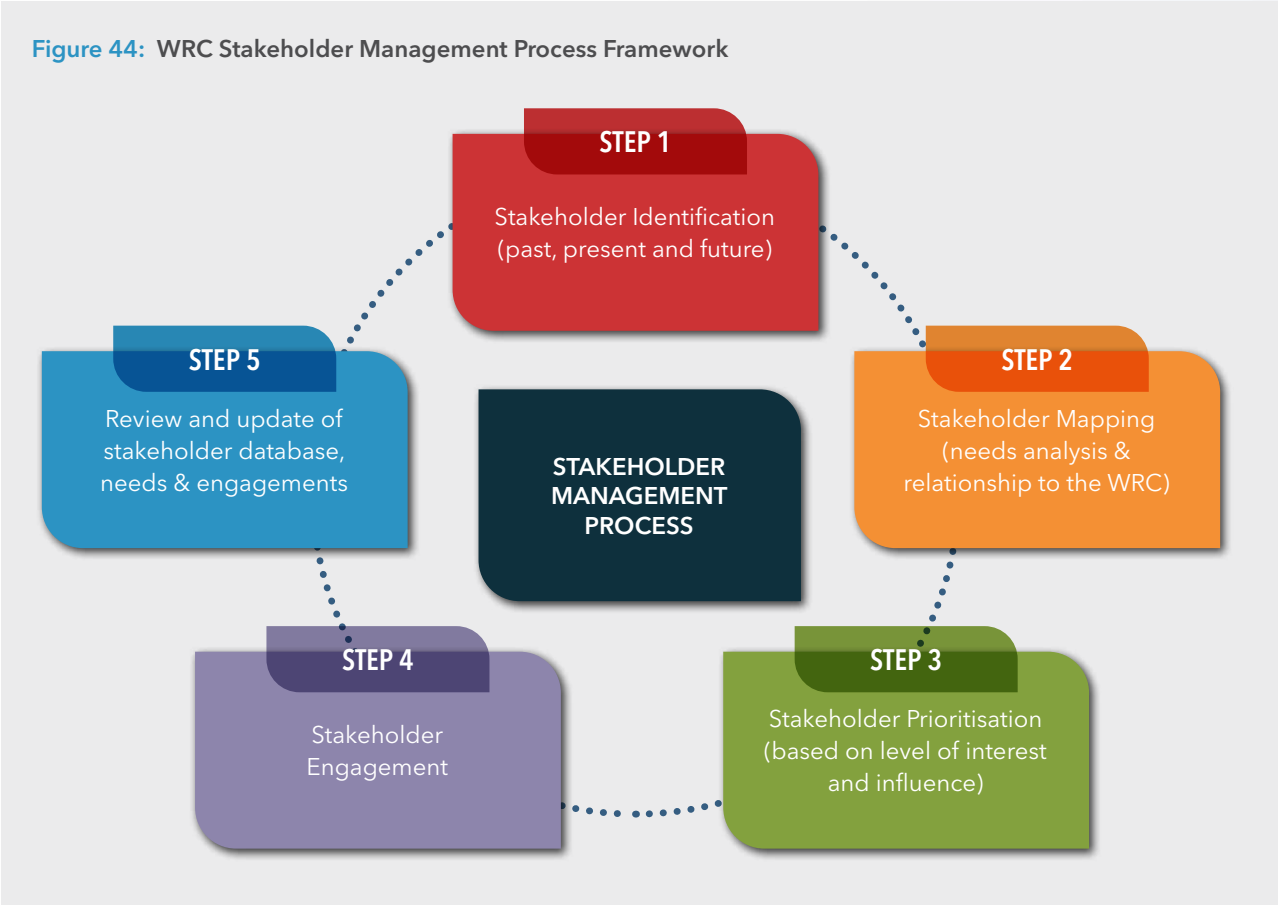 Figure 44: WRC Stakeholder Management Process Framework
STEP 1
Stakeholder Identification
(past, present and future)
STEP 2
Stakeholder Mapping
(needs analysis &
relationship to the WRC)
STEP 3
Stakeholder Prioritisation
(based on level of interest
and influence)
STEP 4
Stakeholder
Engagement
STEP 5
Review and update of
stakeholder database,
needs & engagements
STAKEHOLDER
MANAGEMENT
PROCESS